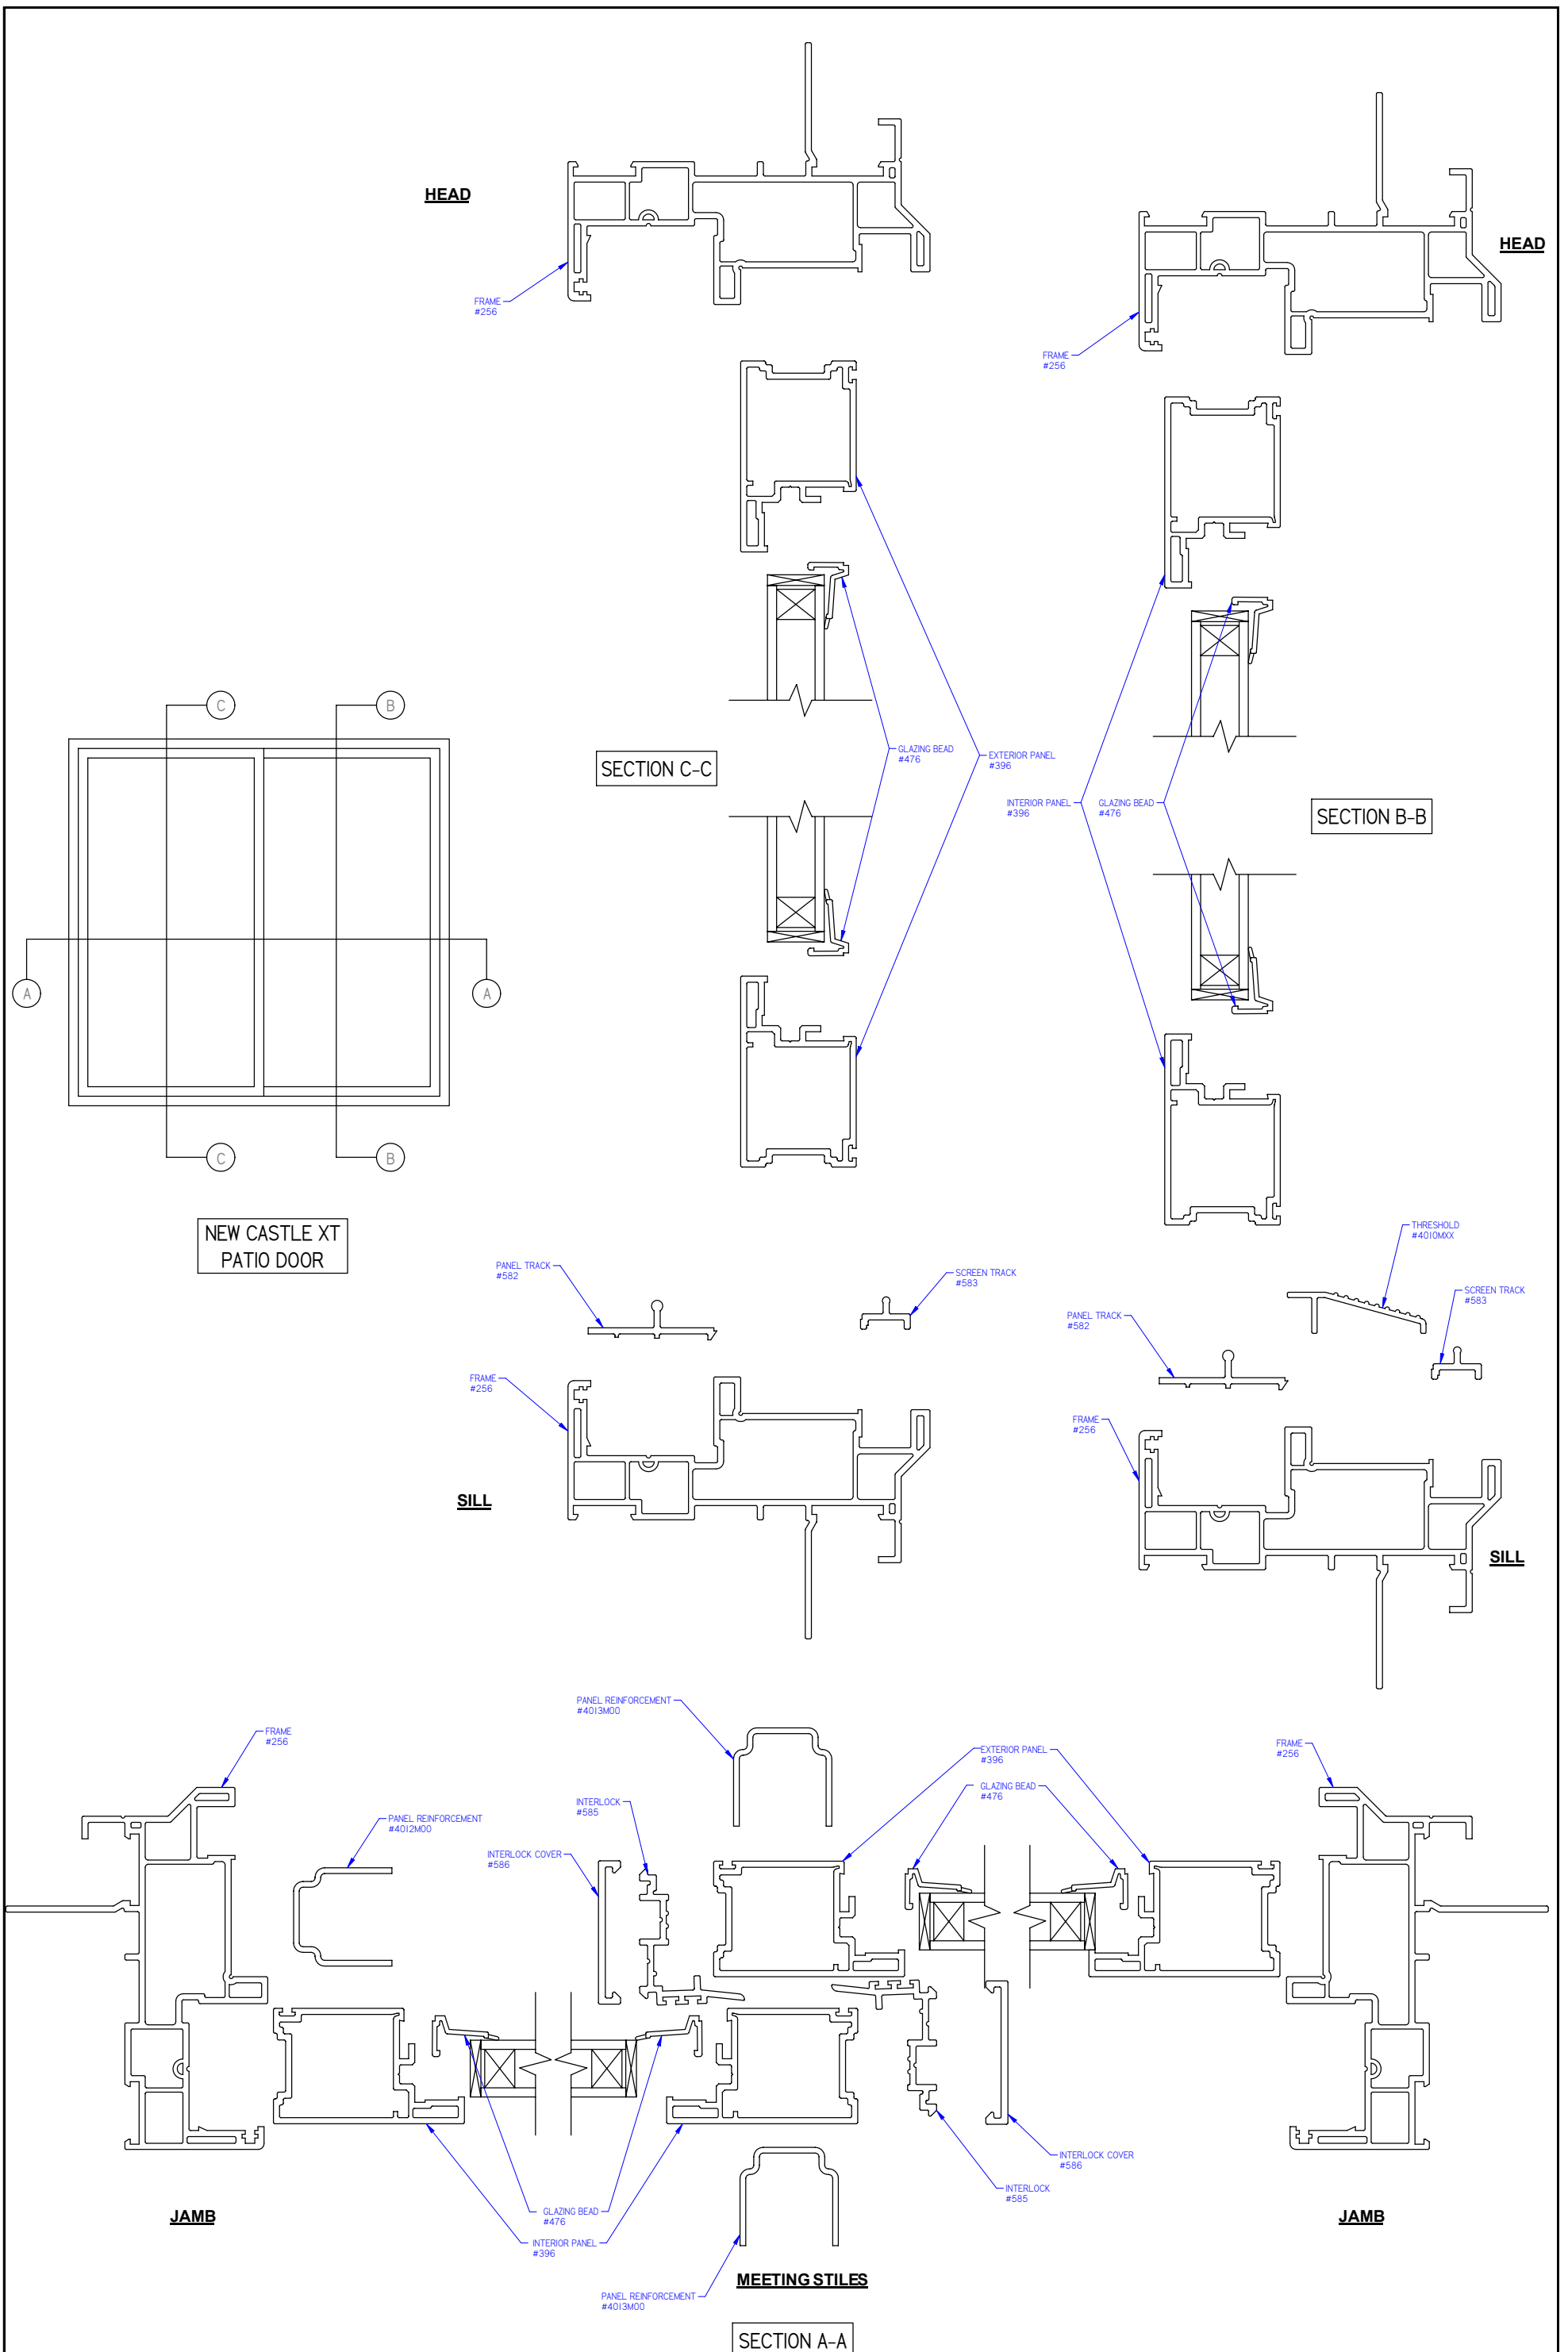 HEAD
FRAME
#256
HEAD
FRAME
#256
C
B
SECTION C-C
GLAZING BEAD
#476
EXTERIOR PANEL
#396
INTERIOR PANEL
#396
GLAZING BEAD
#476
SECTION B-B
A
A
C
B
NEW CASTLE XT
PATIO DOOR
PANEL TRACK
#582
SCREEN TRACK
#583
THRESHOLD
#4010MXX
SCREEN TRACK
#583
PANEL TRACK
#582
FRAME
#256
FRAME
#256
SILL
SILL
PANEL REINFORCEMENT
#4013M00
FRAME
#256
EXTERIOR PANEL
#396
FRAME
#256
GLAZING BEAD
#476
INTERLOCK
#585
PANEL REINFORCEMENT
#4012M00
INTERLOCK COVER
#586
INTERLOCK COVER
#586
INTERLOCK
#585
JAMB
GLAZING BEAD
#476
JAMB
INTERIOR PANEL
#396
MEETING STILES
PANEL REINFORCEMENT
#4013M00
SECTION A-A